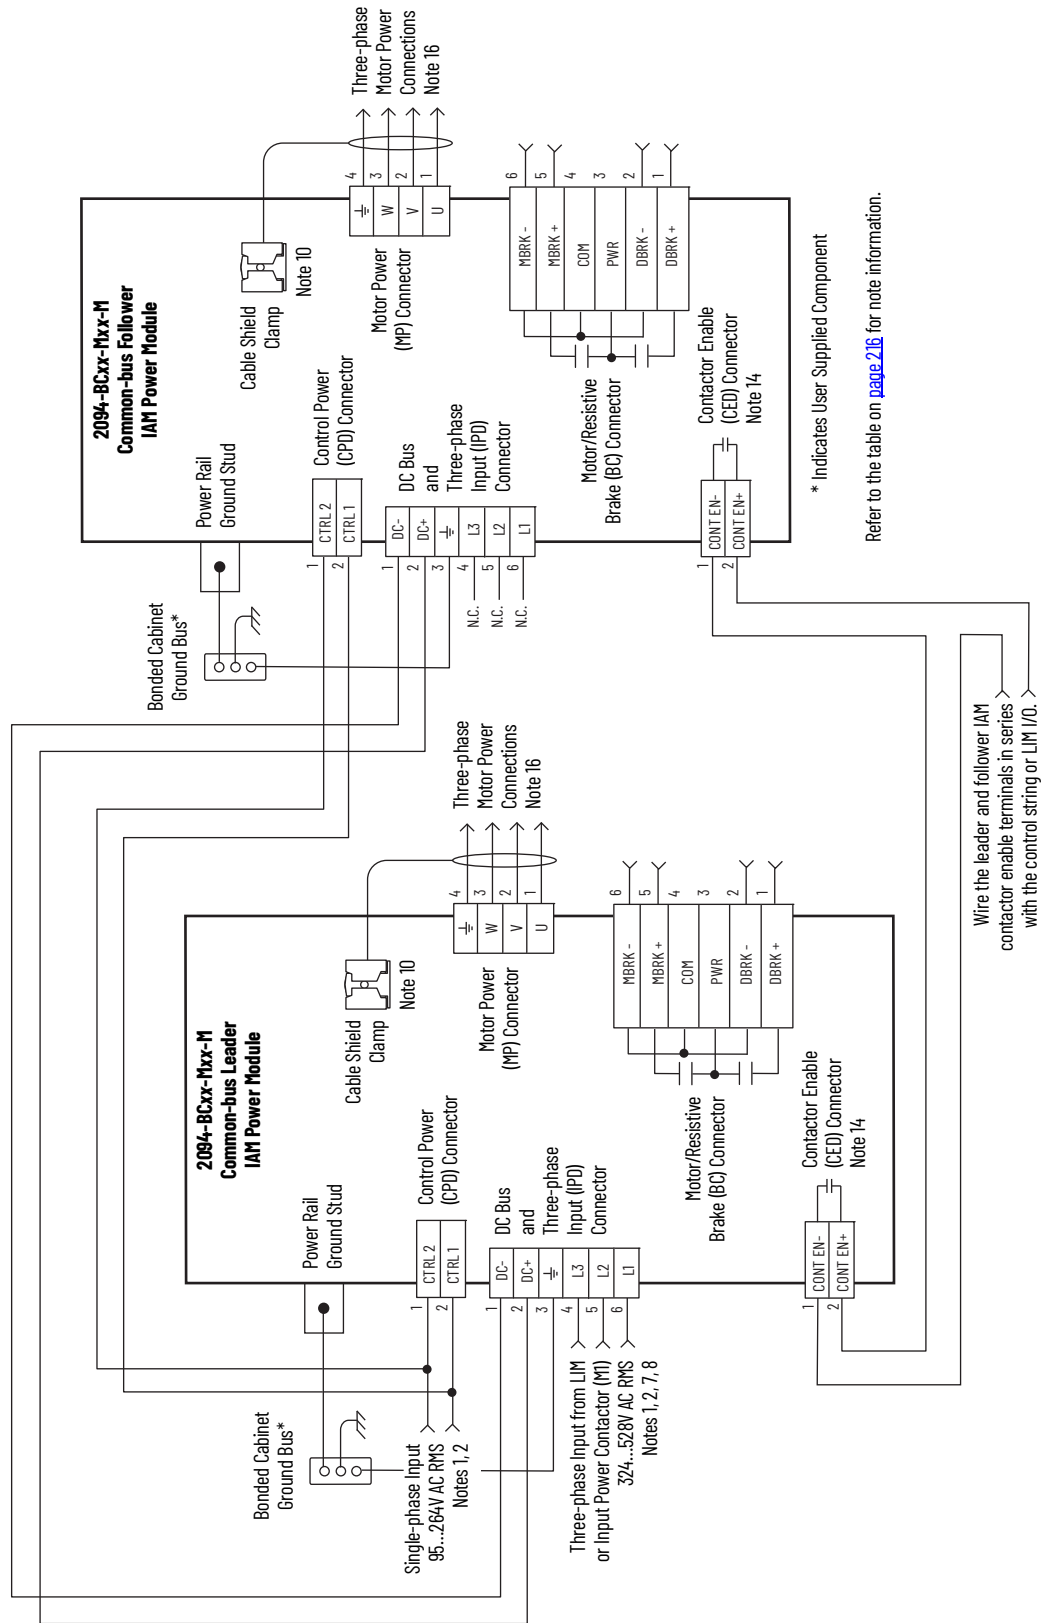 2094-BCxx-Mxx-M
Common-bus Leader
IAM Power Module
Bonded Cabinet
Ground Bus*
Power Rail
Ground Stud
Cable Shield
Clamp
Note 10
Single-phase Input
95...264V AC RMS
Notes 1, 2
1
2
CTRL 2
CTRL 1
Control Power
(CPD) Connector
Three-phase Input from LIM
or Input Power Contactor (M1)
324...528V AC RMS
Notes 1, 2, 7, 8
1
2
3
4
5
6
DC-
DC+
L3
L2
L1
DC Bus
and
Three-phase
Input (IPD)
Connector
Motor Power
(MP) Connector
W
V
U
4
3
2
1
Three-phase
Motor Power
Connections
Note 16
Motor/Resistive
Brake (BC) Connector
MBRK -
MBRK +
COM
PWR
DBRK -
DBRK +
6
5
4
3
2
1
1
2
CONT EN-
CONT EN+
Contactor Enable
(CED) Connector
Note 14
2094-BCxx-Mxx-M
Common-bus Follower
IAM Power Module
Bonded Cabinet
Ground Bus*
Power Rail
Ground Stud
Cable Shield
Clamp
Note 10
1
2
CTRL 2
CTRL 1
Control Power
(CPD) Connector
N.C.
N.C.
N.C.
1
2
3
4
5
6
DC-
DC+
L3
L2
L1
DC Bus
and
Three-phase
Input (IPD)
Connector
Motor Power
(MP) Connector
W
V
U
4
3
2
1
Three-phase
Motor Power
Connections
Note 16
Motor/Resistive
Brake (BC) Connector
MBRK -
MBRK +
COM
PWR
DBRK -
DBRK +
6
5
4
3
2
1
1
2
CONT EN-
CONT EN+
Contactor Enable
(CED) Connector
Note 14
Wire the leader and follower IAM
contactor enable terminals in series
with the control string or LIM I/O.
* Indicates User Supplied Component
Refer to the table on page 216 for note information.